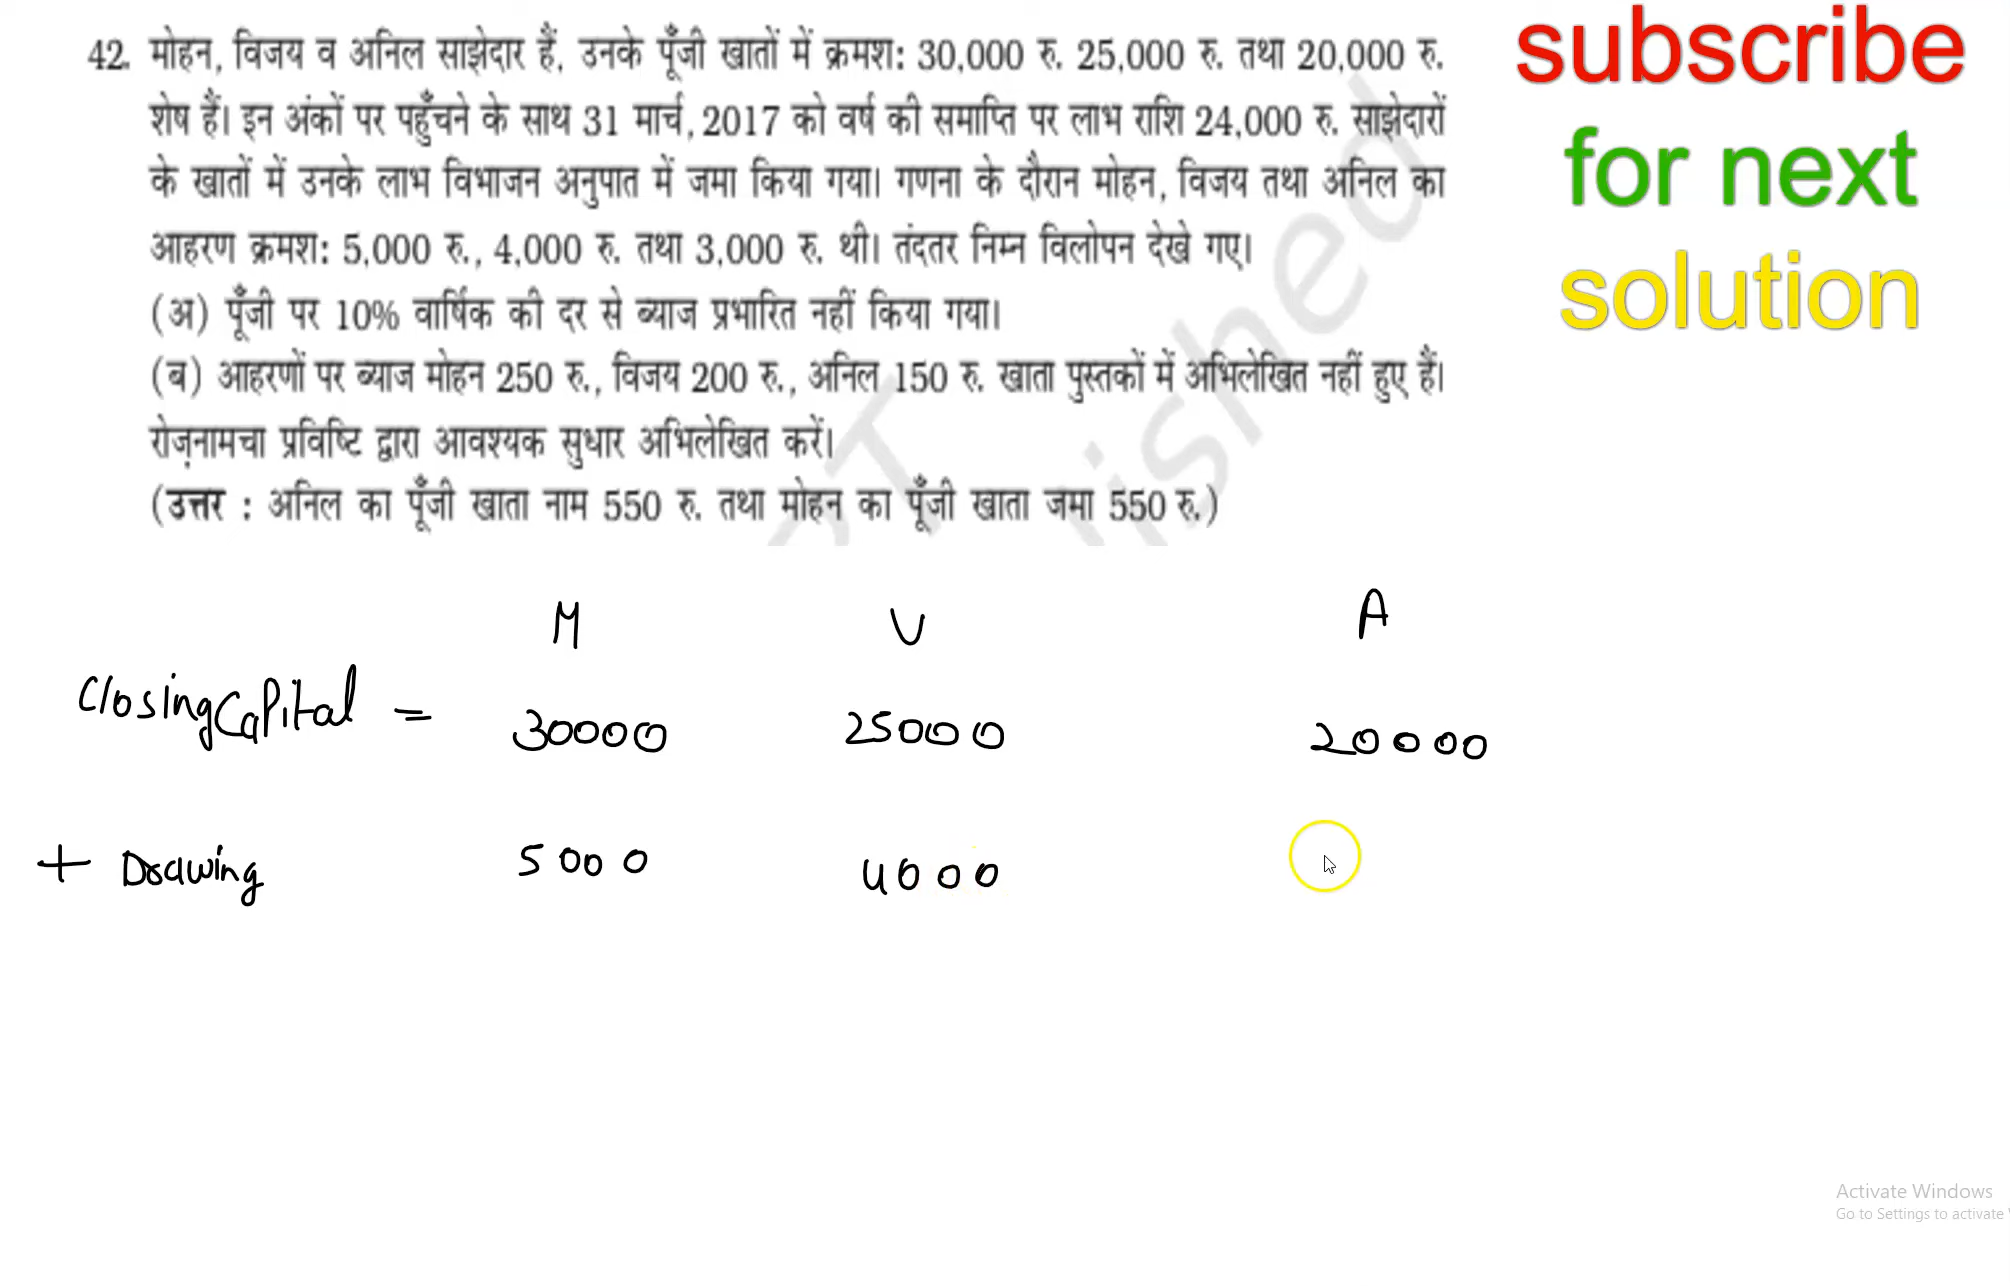 42. मोहन, विजय व अनिल साझेदार हैं, उनके पूँजी खातों में क्रमश: 30,000 रु. 25,000 रु. तथा 20,000 रु.
शेष हैं। इन अंकों पर पहुँचने के साथ 31 मार्च, 2017 को वर्ष की समाप्ति पर लाभ राशि 24,000 रु. साझेदारों
के खातों में उनके लाभ विभाजन अनुपात में जमा किया गया। गणना के दौरान मोहन, विजय तथा अनिल का
आहरण क्रमश: 5,000 रु., 4,000 रु. तथा 3,000 रु. थी। तंदतर निम्न विलोपन देखे गए।
(अ) पूँजी पर 10% वार्षिक की दर से ब्याज प्रभारित नहीं किया गया।
(ब) आहरणों पर ब्याज मोहन 250 रु., विजय 200 रु., अनिल 150 रु. खाता पुस्तकों में अभिलेखित नहीं हुए हैं।
रोज़नामचा प्रविष्टि द्वारा आवश्यक सुधार अभिलेखित करें।
(उत्तर : अनिल का पूँजी खाता नाम 550 रु. तथा मोहन का पूँजी खाता जमा 550 रु.)
subscribe
for next
solution
M V A
Closing Capital = 30000 25000 20000
+ Drawing 5000 4000
Activate Windows
Go to Settings to activate